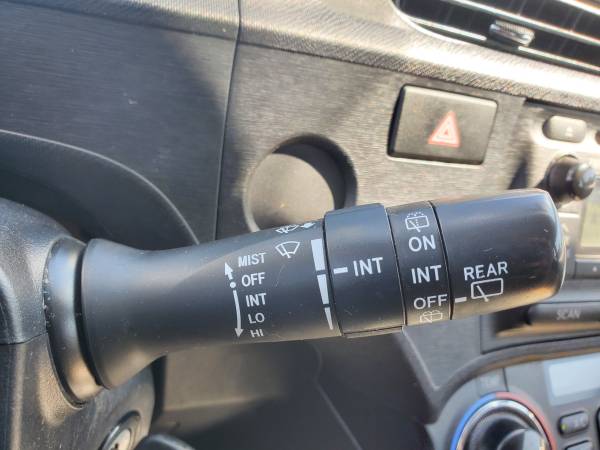 MIST
OFF
INT
LO
HI
INT
ON
INT
OFF
REAR
SCAN